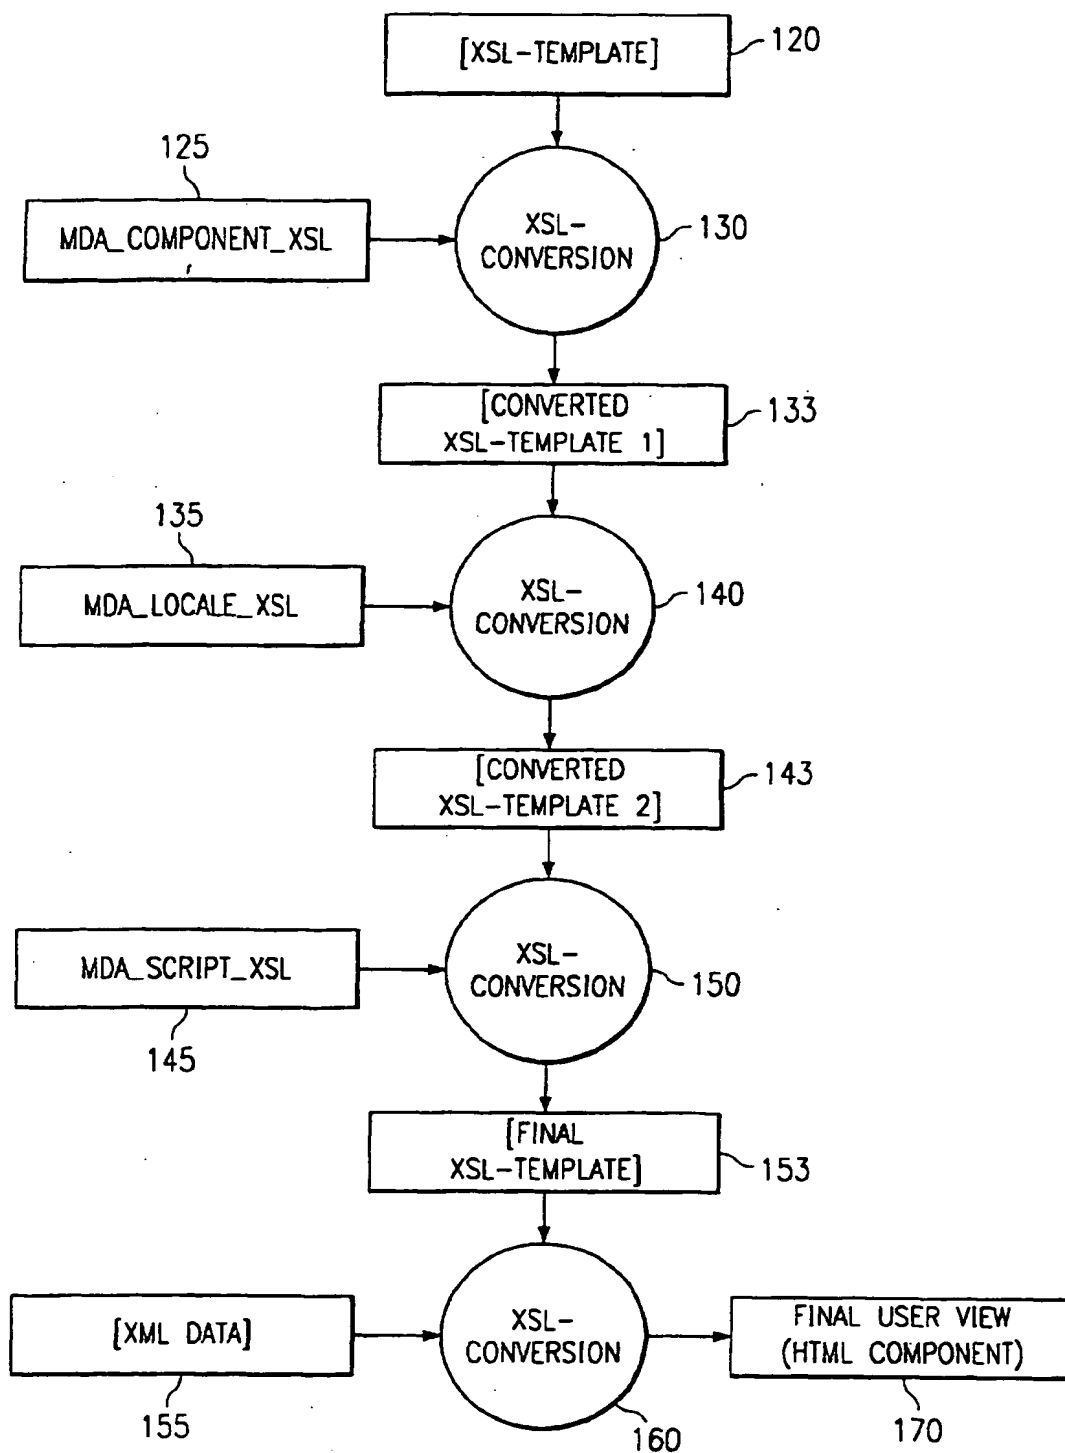 [XSL-TEMPLATE]
120
125
MDA_COMPONENT_XSL
XSL-
CONVERSION
130
[CONVERTED
XSL-TEMPLATE 1]
133
135
MDA_LOCALE_XSL
XSL-
CONVERSION
140
[CONVERTED
XSL-TEMPLATE 2]
143
MDA_SCRIPT_XSL
145
XSL-
CONVERSION
150
[FINAL
XSL-TEMPLATE]
153
[XML DATA]
155
XSL-
CONVERSION
160
FINAL USER VIEW
(HTML COMPONENT)
170